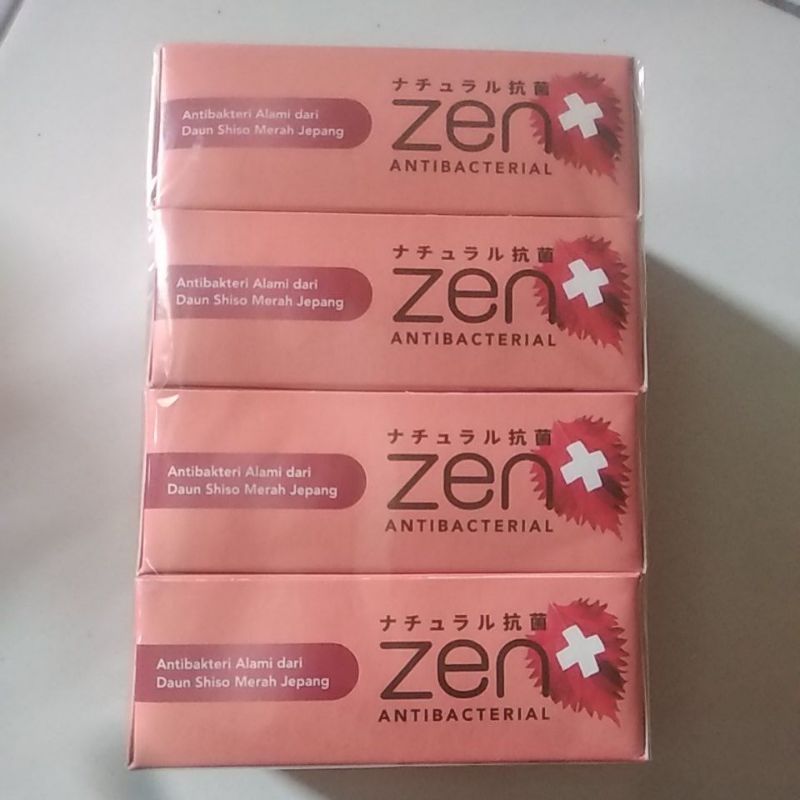 Antibakteri Alami dari
Daun Shiso Merah Jepang
ナチュラル抗菌
zen
ANTIBACTERIAL
Antibakteri Alami dari
Daun Shiso Merah Jepang
ナチュラル抗菌
zen
ANTIBACTERIAL
Antibakteri Alami dari
Daun Shiso Merah Jepang
ナチュラル抗菌
zen
ANTIBACTERIAL
Antibakteri Alami dari
Daun Shiso Merah Jepang
ナチュラル抗菌
zen
ANTIBACTERIAL